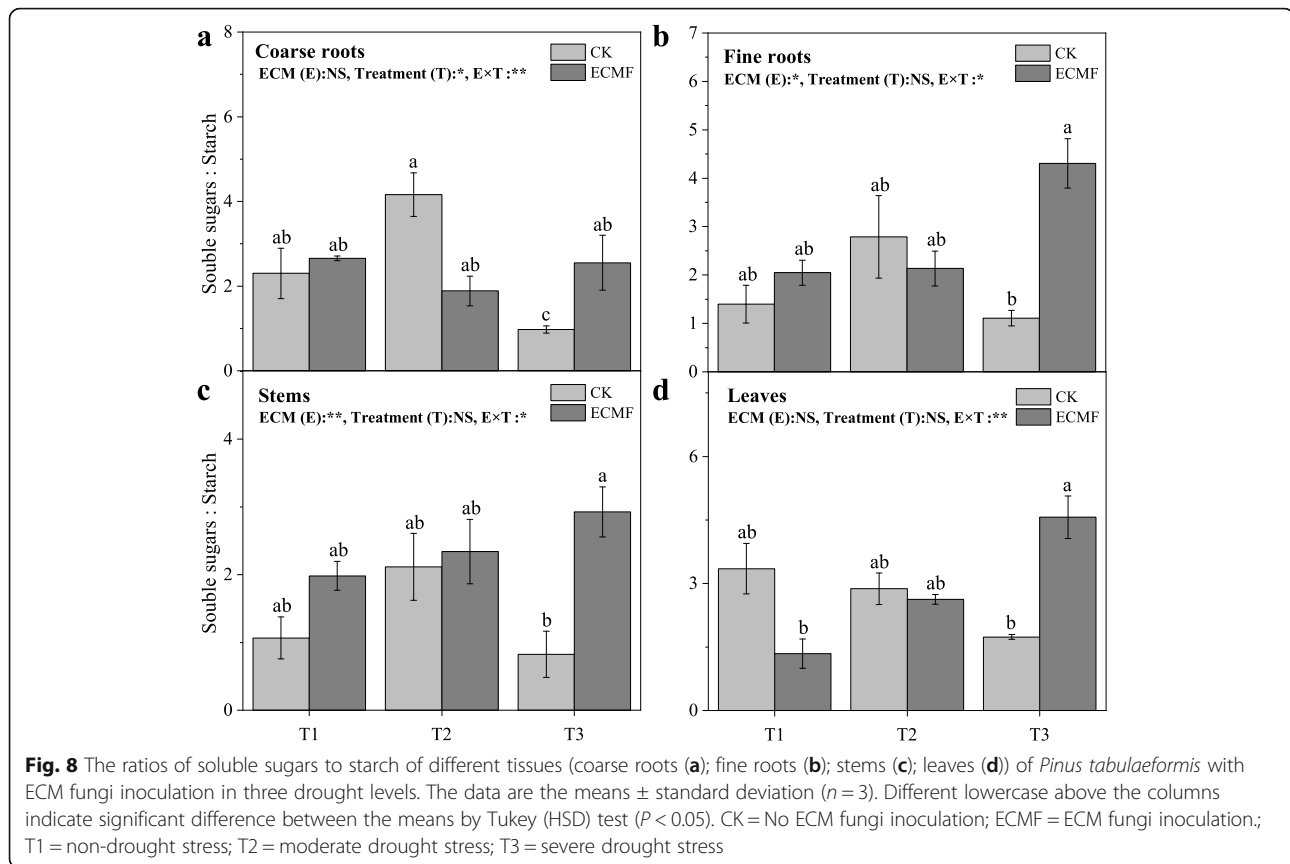 a
Coarse roots
ECM (E):NS, Treatment (T):*, E×T :**
CK
ECMF
8
6
4
2
0
Souble sugars : Starch
ab
ab
a
ab
c
ab
b
Fine roots
ECM (E):*, Treatment (T):NS, E×T :*
CK
ECMF
7
6
5
4
3
2
1
0
ab
ab
ab
ab
b
a
c
Stems
ECM (E):**, Treatment (T):NS, E×T :*
CK
ECMF
4
2
0
Souble sugars : Starch
ab
ab
ab
ab
b
a
T1
T2
T3
d
Leaves
ECM (E):NS, Treatment (T):NS, E×T :**
CK
ECMF
6
3
0
ab
b
ab
ab
b
a
T1
T2
T3
Fig. 8 The ratios of soluble sugars to starch of different tissues (coarse roots (a); fine roots (b); stems (c); leaves (d)) of Pinus tabulaeformis with
ECM fungi inoculation in three drought levels. The data are the means ± standard deviation (n = 3). Different lowercase above the columns
indicate significant difference between the means by Tukey (HSD) test (P < 0.05). CK = No ECM fungi inoculation; ECMF = ECM fungi inoculation.;
T1 = non-drought stress; T2 = moderate drought stress; T3 = severe drought stress